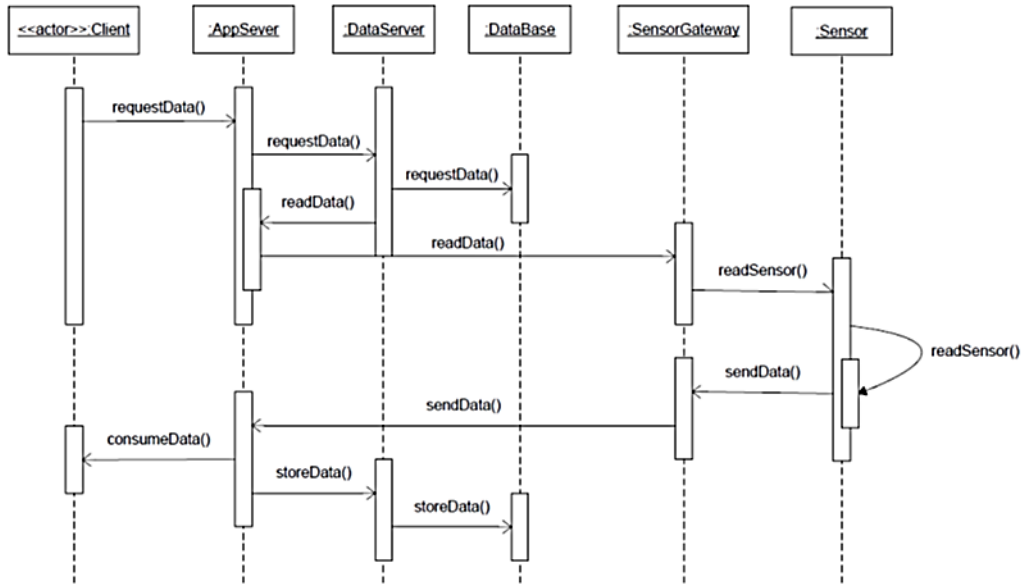 <<actor>>:Client
:AppSever
:DataServer
:DataBase
:SensorGateway
:Sensor
requestData()
requestData()
requestData()
readData()
readData()
readSensor()
readSensor()
sendData()
sendData()
consumeData()
storeData()
storeData()